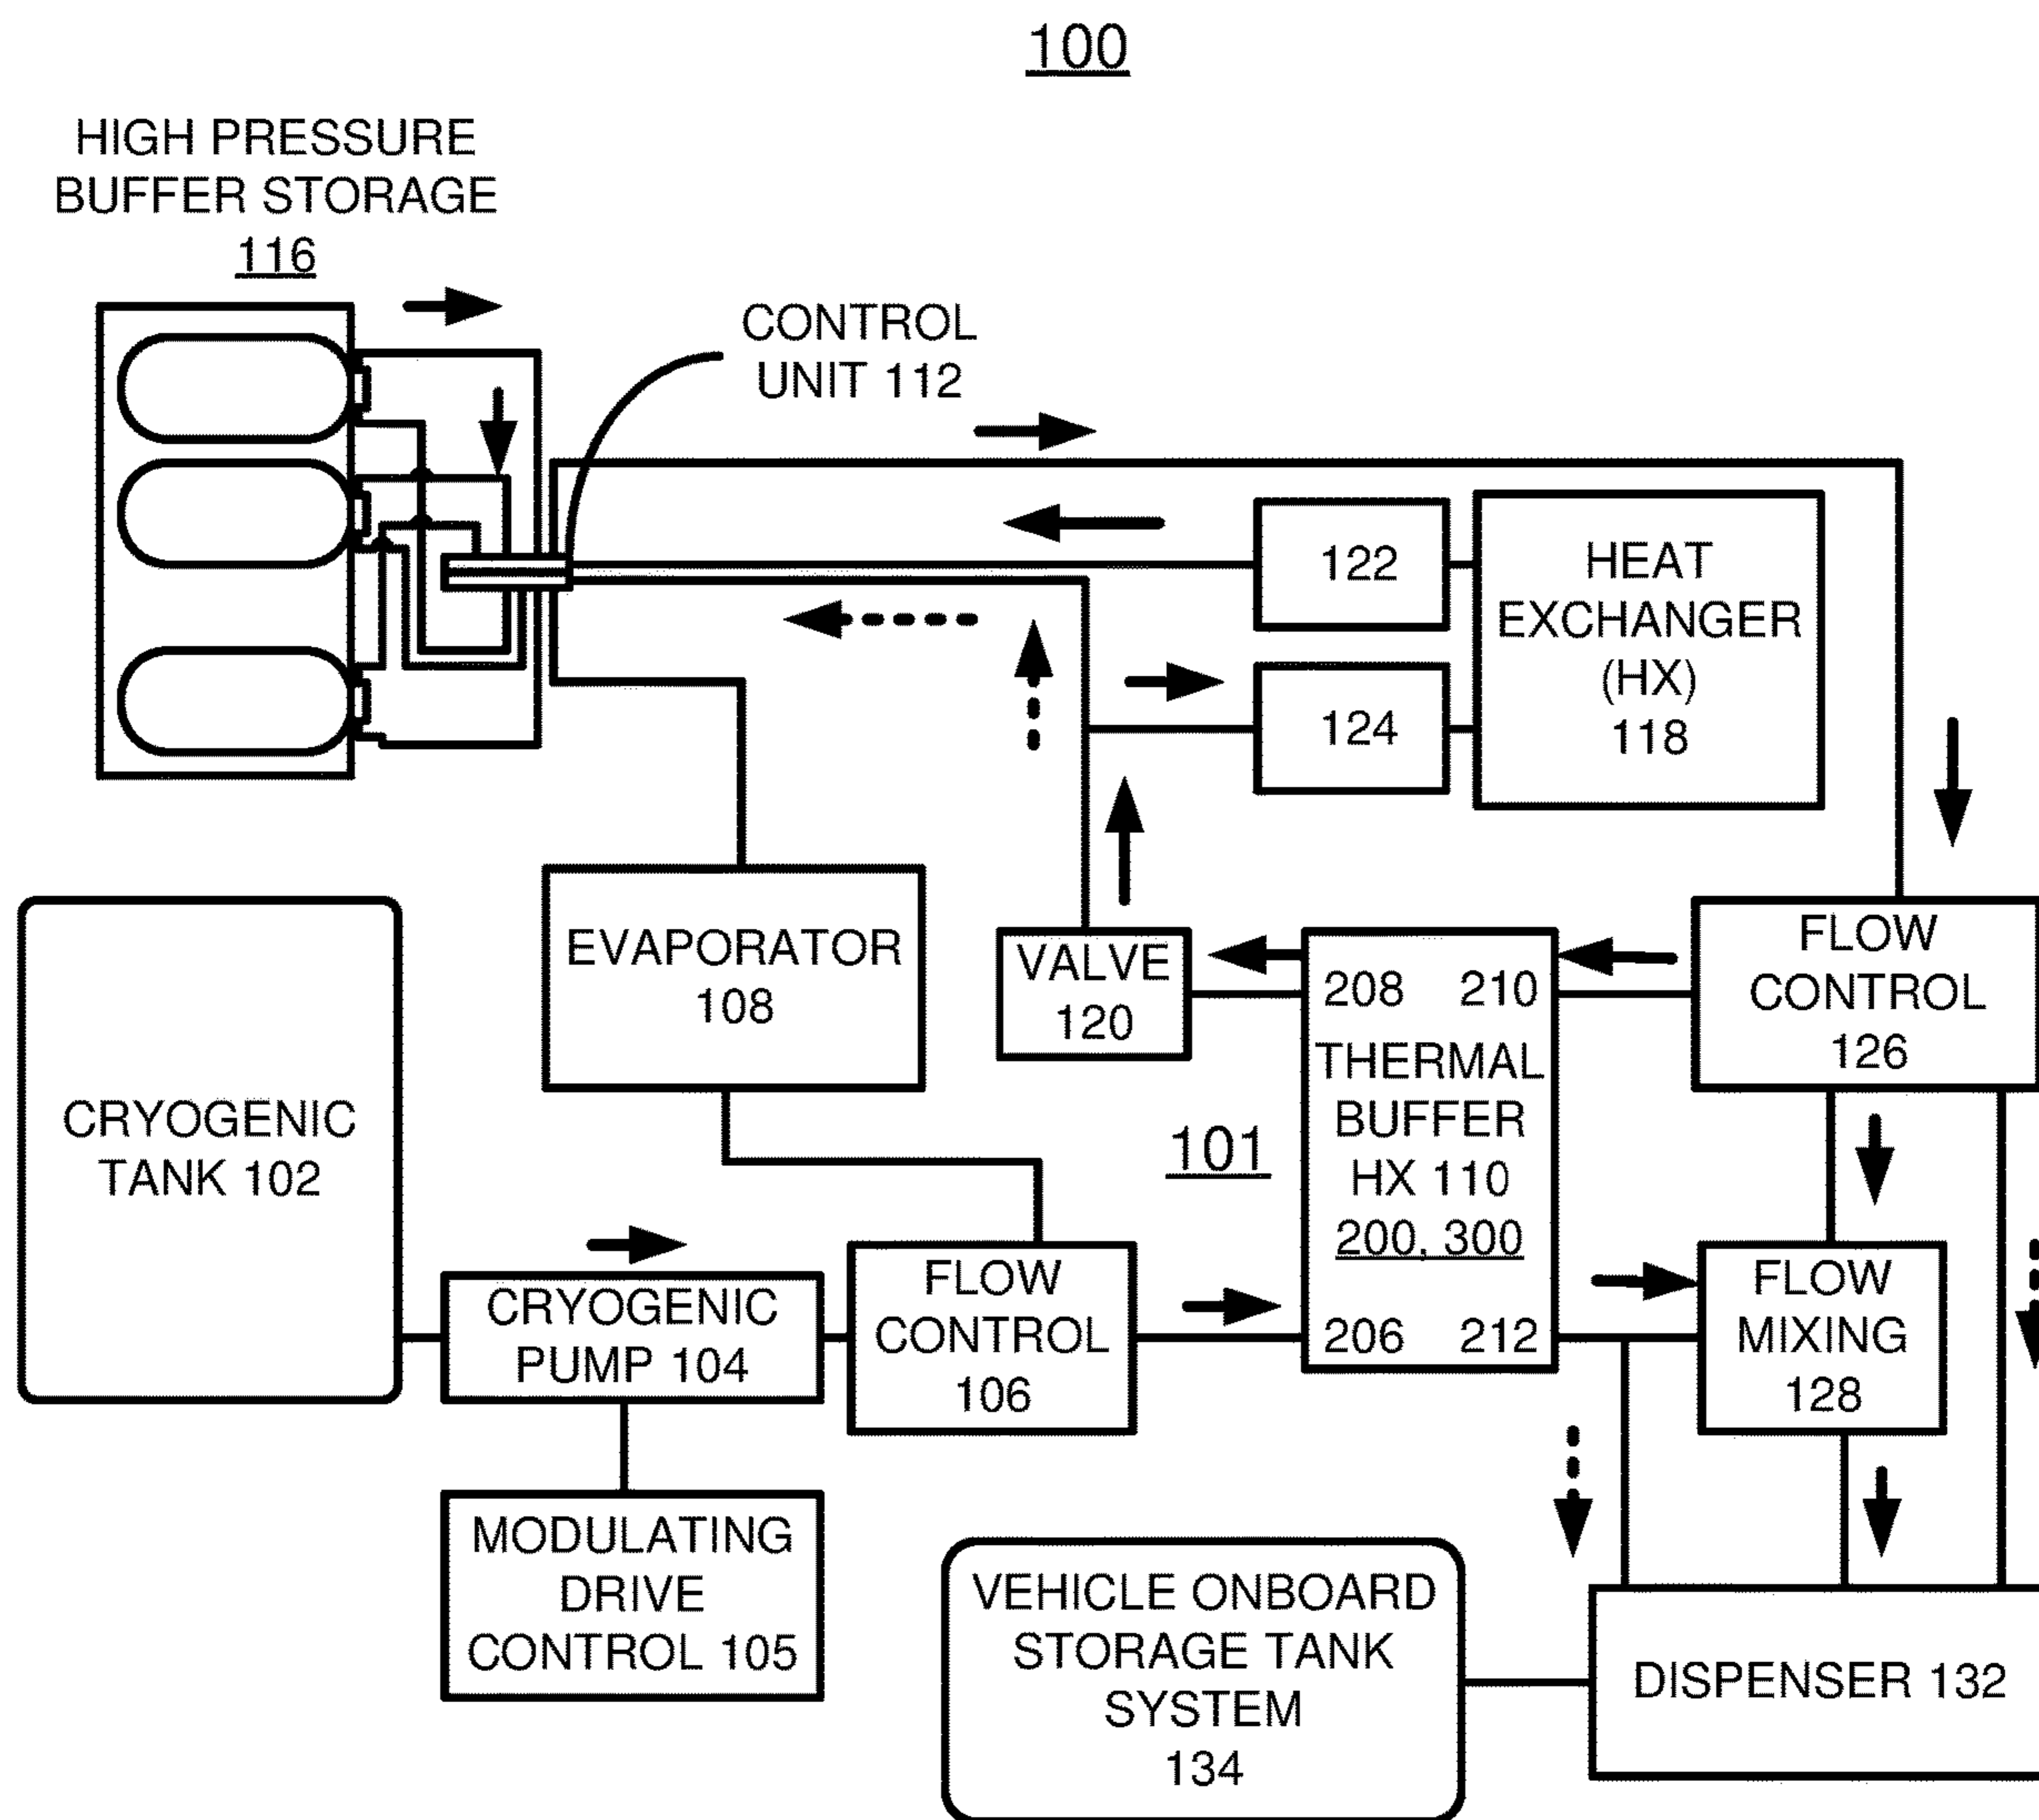 100
HIGH PRESSURE
BUFFER STORAGE
116
CONTROL
UNIT 112
122
124
HEAT
EXCHANGER
(HX)
118
EVAPORATOR
108
VALVE
120
208 210
THERMAL
BUFFER
HX 110
200, 300
206 212
101
FLOW
CONTROL
126
CRYOGENIC
TANK 102
CRYOGENIC
PUMP 104
FLOW
CONTROL
106
FLOW
MIXING
128
MODULATING
DRIVE
CONTROL 105
VEHICLE ONBOARD
STORAGE TANK
SYSTEM
134
DISPENSER 132